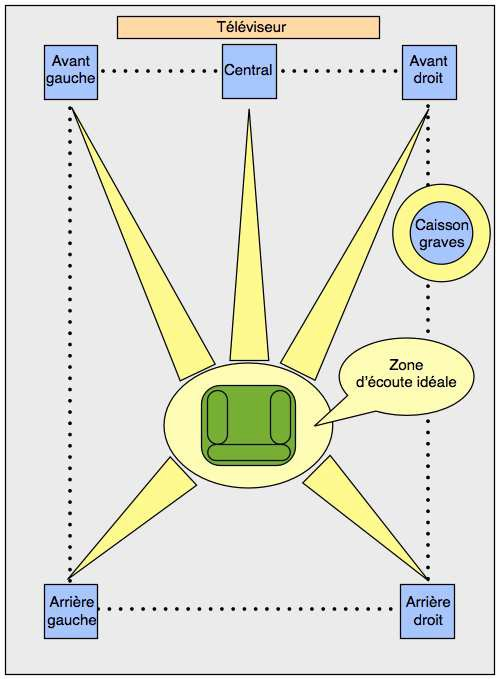 Téléviseur
Avant
gauche
Central
Avant
droit
Caisson
graves
Zone
d'écoute idéale
Arrière
gauche
Arrière
droit